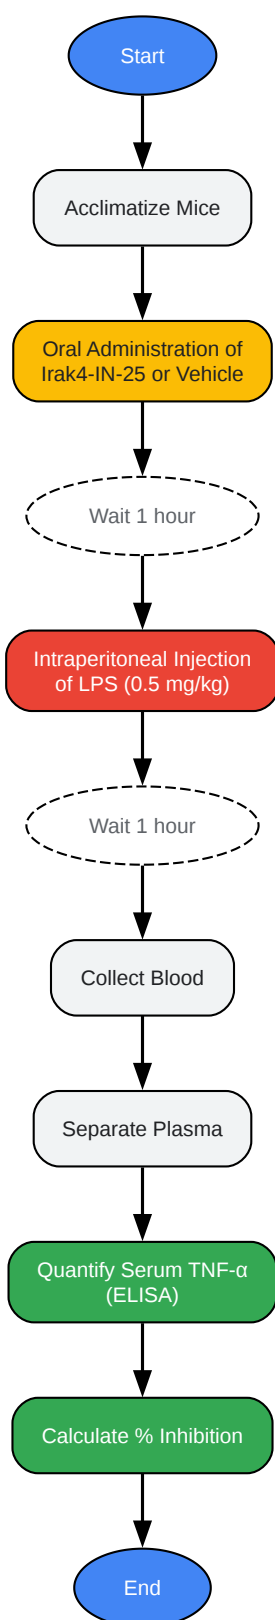 Start
Acclimatize Mice
Oral Administration of
Irak4-IN-25 or Vehicle
Wait 1 hour
Intraperitoneal Injection
of LPS (0.5 mg/kg)
Wait 1 hour
Collect Blood
Separate Plasma
Quantify Serum TNF-α
(ELISA)
Calculate % Inhibition
End